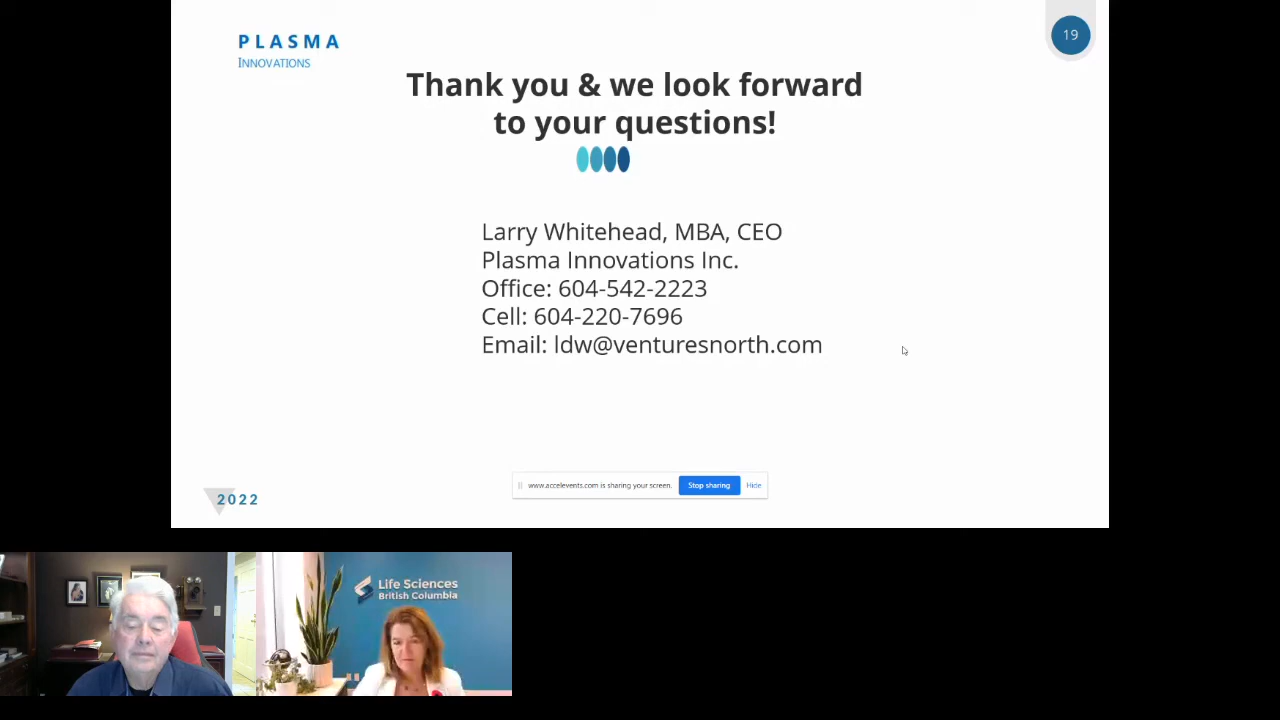 PLASMA
INNOVATIONS
19
Thank you & we look forward
to your questions!
Larry Whitehead, MBA, CEO
Plasma Innovations Inc.
Office: 604-542-2223
Cell: 604-220-7696
Email: ldw@venturesnorth.com
www.accelevents.com is sharing your screen.
Stop sharing
Hide
2022
Life Sciences
British Columbia